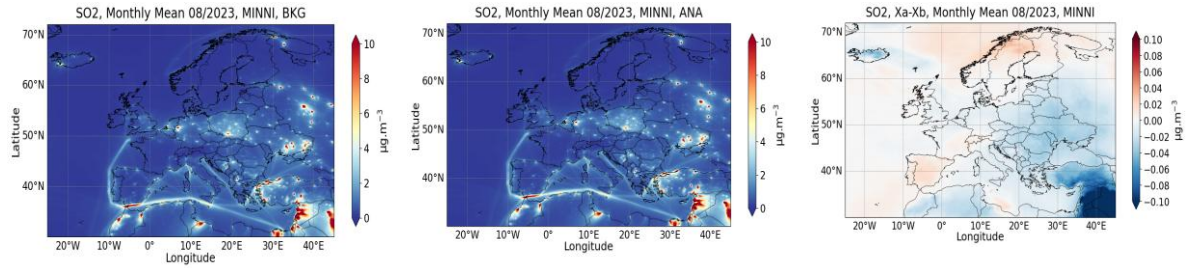 SO2, Monthly Mean 08/2023, MINNI, BKG
70°N
60°N
50°N
40°N
Latitude
20°W 10°W 0° 10°E 20°E 30°E 40°E
Longitude
10
8
6
4
2
0
µg.m⁻³
SO2, Monthly Mean 08/2023, MINNI, ANA
70°N
60°N
50°N
40°N
Latitude
20°W 10°W 0° 10°E 20°E 30°E 40°E
Longitude
10
8
6
4
2
0
µg.m⁻³
SO2, Xa-Xb, Monthly Mean 08/2023, MINNI
70°N
60°N
50°N
40°N
Latitude
20°W 10°W 0° 10°E 20°E 30°E 40°E
Longitude
0.10
0.08
0.06
0.04
0.02
0.00
−0.02
−0.04
−0.06
−0.08
−0.10
µg.m⁻³